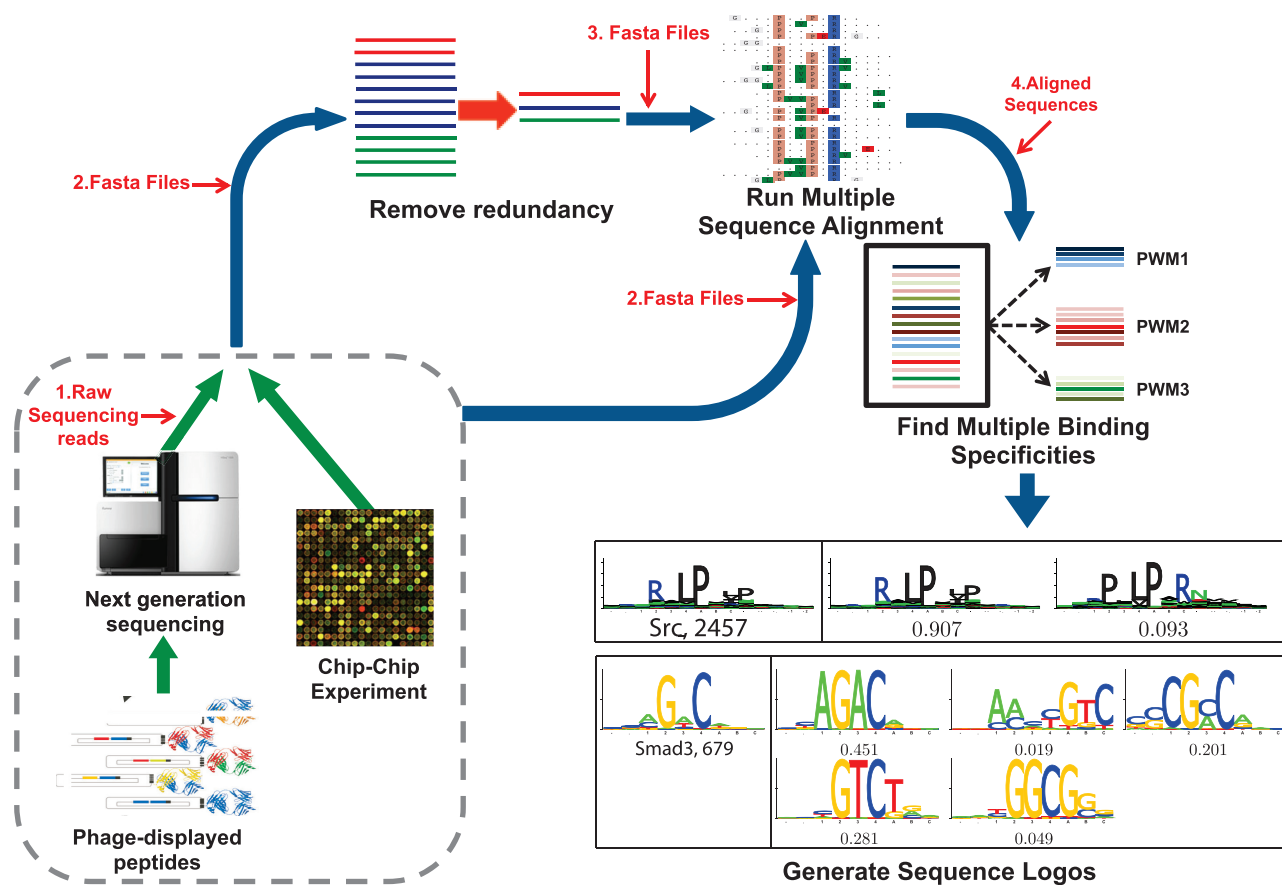 3. Fasta Files
4.Aligned
Sequences
2.Fasta Files
Remove redundancy
Run Multiple
Sequence Alignment
2.Fasta Files
PWM1
PWM2
PWM3
Find Multiple Binding
Specificities
1.Raw
Sequencing
reads
Next generation
sequencing
Chip-Chip
Experiment
Phage-displayed
peptides
Src, 2457
0.907
0.093
Smad3, 679
0.451
0.019
0.201
0.281
0.049
Generate Sequence Logos